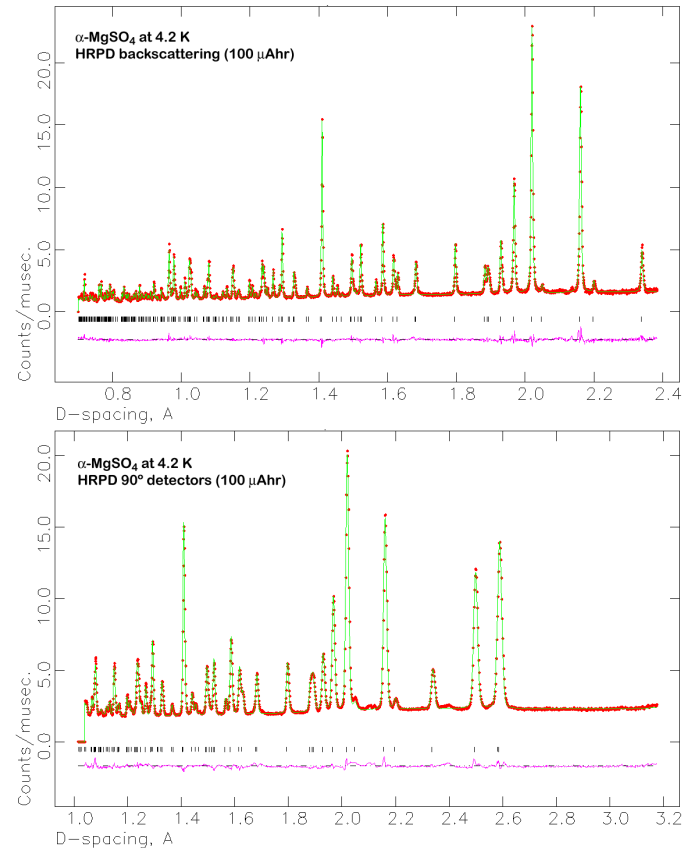 α-MgSO₄ at 4.2 K
HRPD backscattering (100 μAhr)
Counts/musec.
0.0 5.0 10.0 15.0 20.0
0.8 1.0 1.2 1.4 1.6 1.8 2.0 2.2 2.4
D-spacing, A
α-MgSO₄ at 4.2 K
HRPD 90º detectors (100 μAhr)
Counts/musec.
0.0 5.0 10.0 15.0 20.0
1.0 1.2 1.4 1.6 1.8 2.0 2.2 2.4 2.6 2.8 3.0 3.2
D-spacing, A